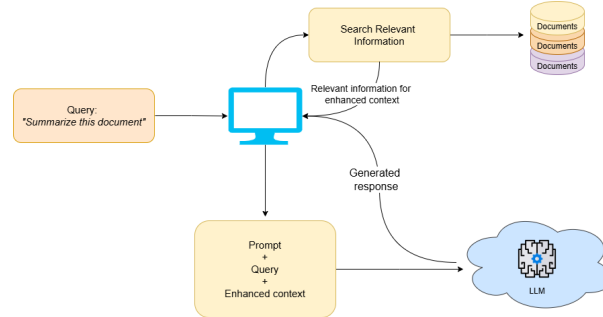 Search Relevant
Information
Documents
Documents
Documents
Relevant information for
enhanced context
Query:
"Summarize this document"
Generated
response
Prompt
+
Query
+
Enhanced context
LLM